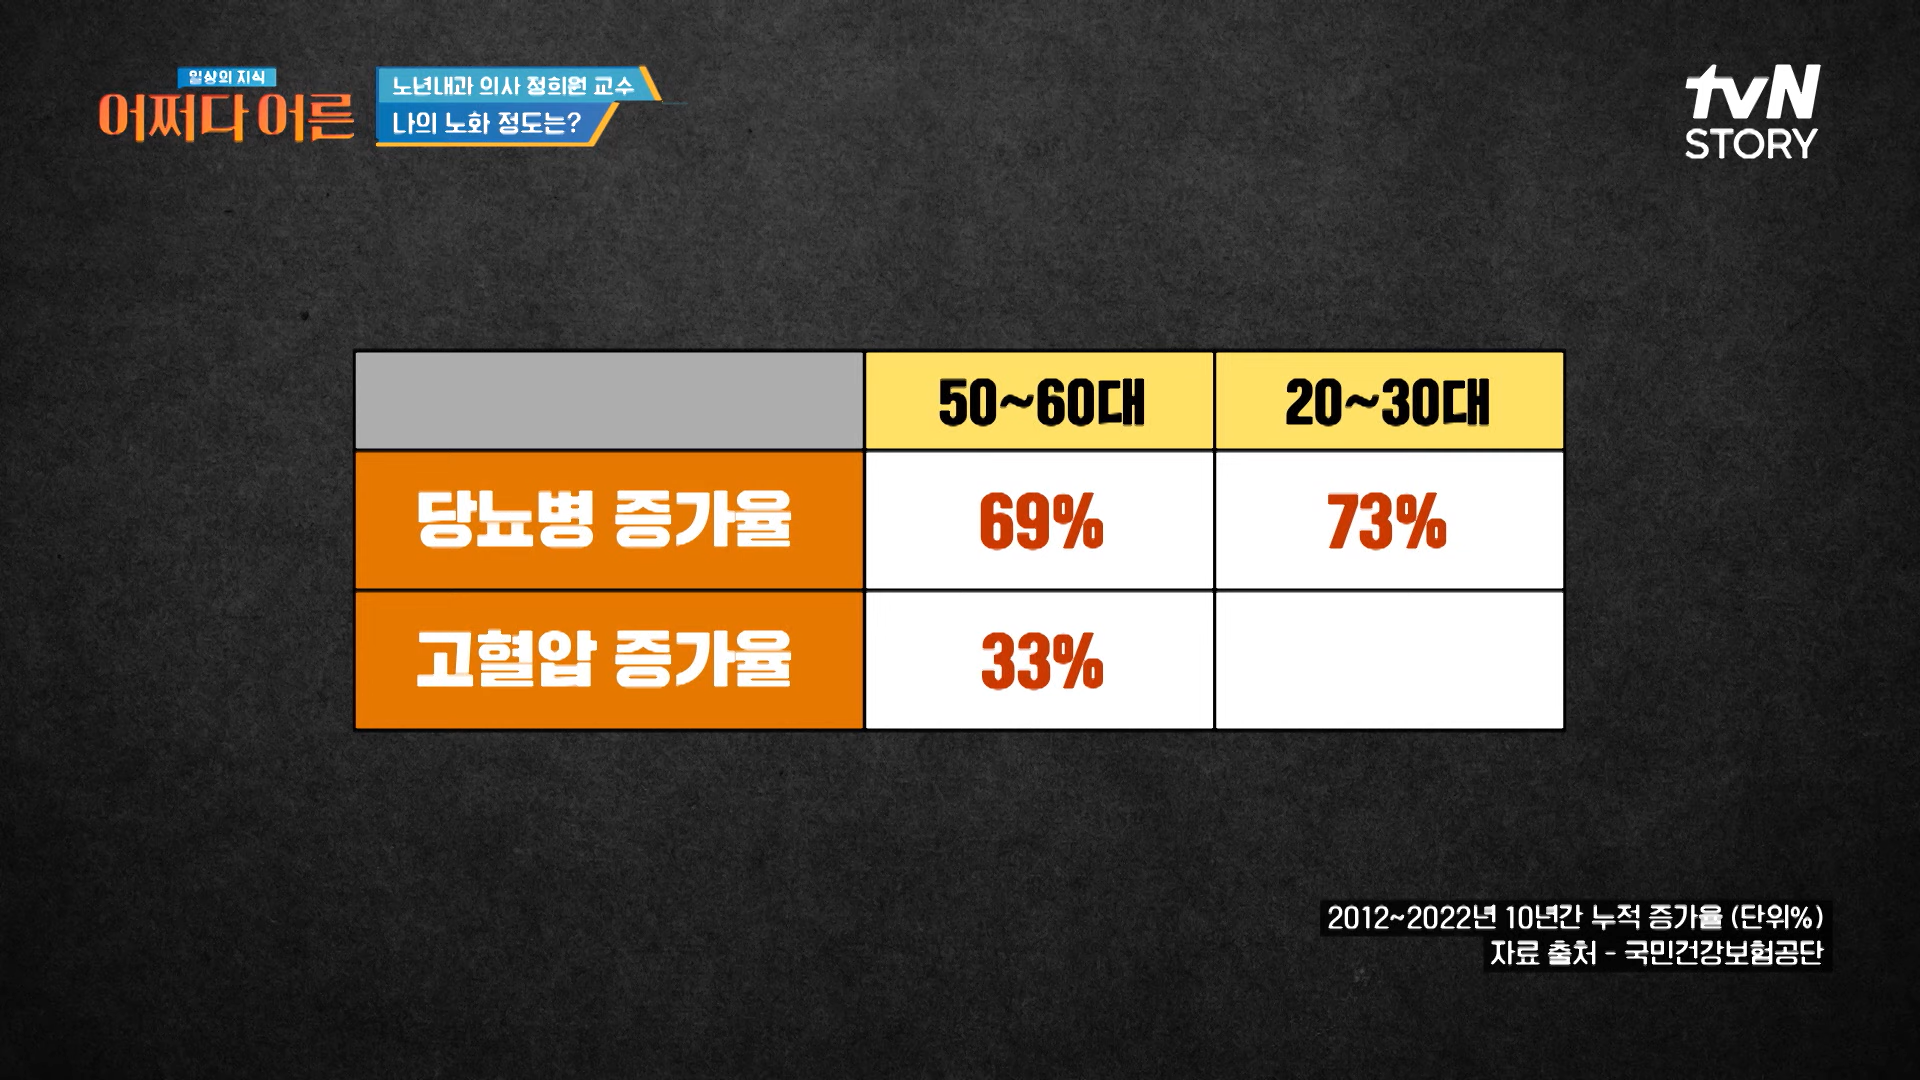 일상의 지식
어쩌다 어른
노년내과 의사 정희원 교수
나의 노화 정도는?
tvN
STORY
50~60대 20~30대
당뇨병 증가율 69% 73%
고혈압 증가율 33%
2012~2022년 10년간 누적 증가율 (단위%)
자료 출처 - 국민건강보험공단